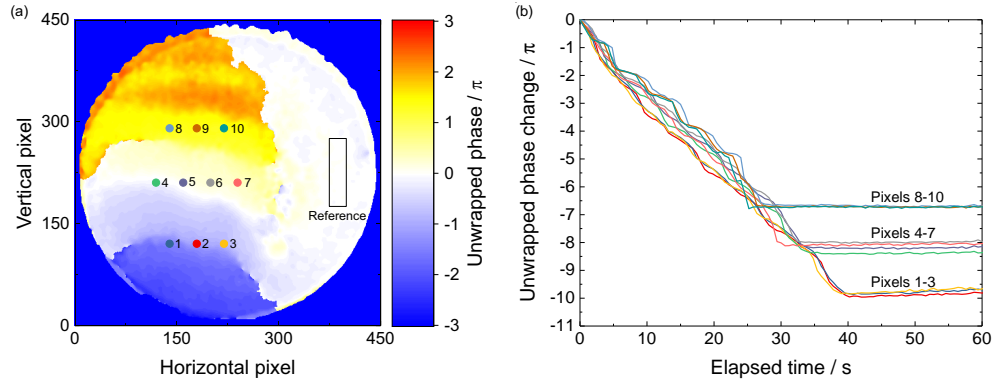 (a)
450
300
150
0
Vertical pixel
8 9 10
4 5 6 7
1 2 3
Reference
0 150 300 450
Horizontal pixel
3
2
1
0
-1
-2
-3
Unwrapped phase / π
(b)
0
-1
-2
-3
-4
-5
-6
-7
-8
-9
-10
-11
Unwrapped phase change / π
Pixels 8-10
Pixels 4-7
Pixels 1-3
0 10 20 30 40 50 60
Elapsed time / s